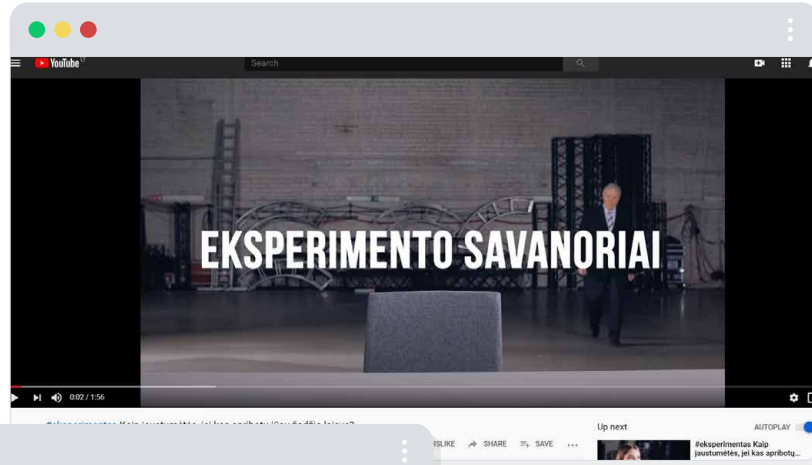 YouTube
Search
EKSPERIMENTO SAVANORIAI
0:02 / 1:56
Up next
AUTOPLAY
SHARE
SAVE
#eksperimentas Kaip
jaustumėtės, jei kas apribotų...